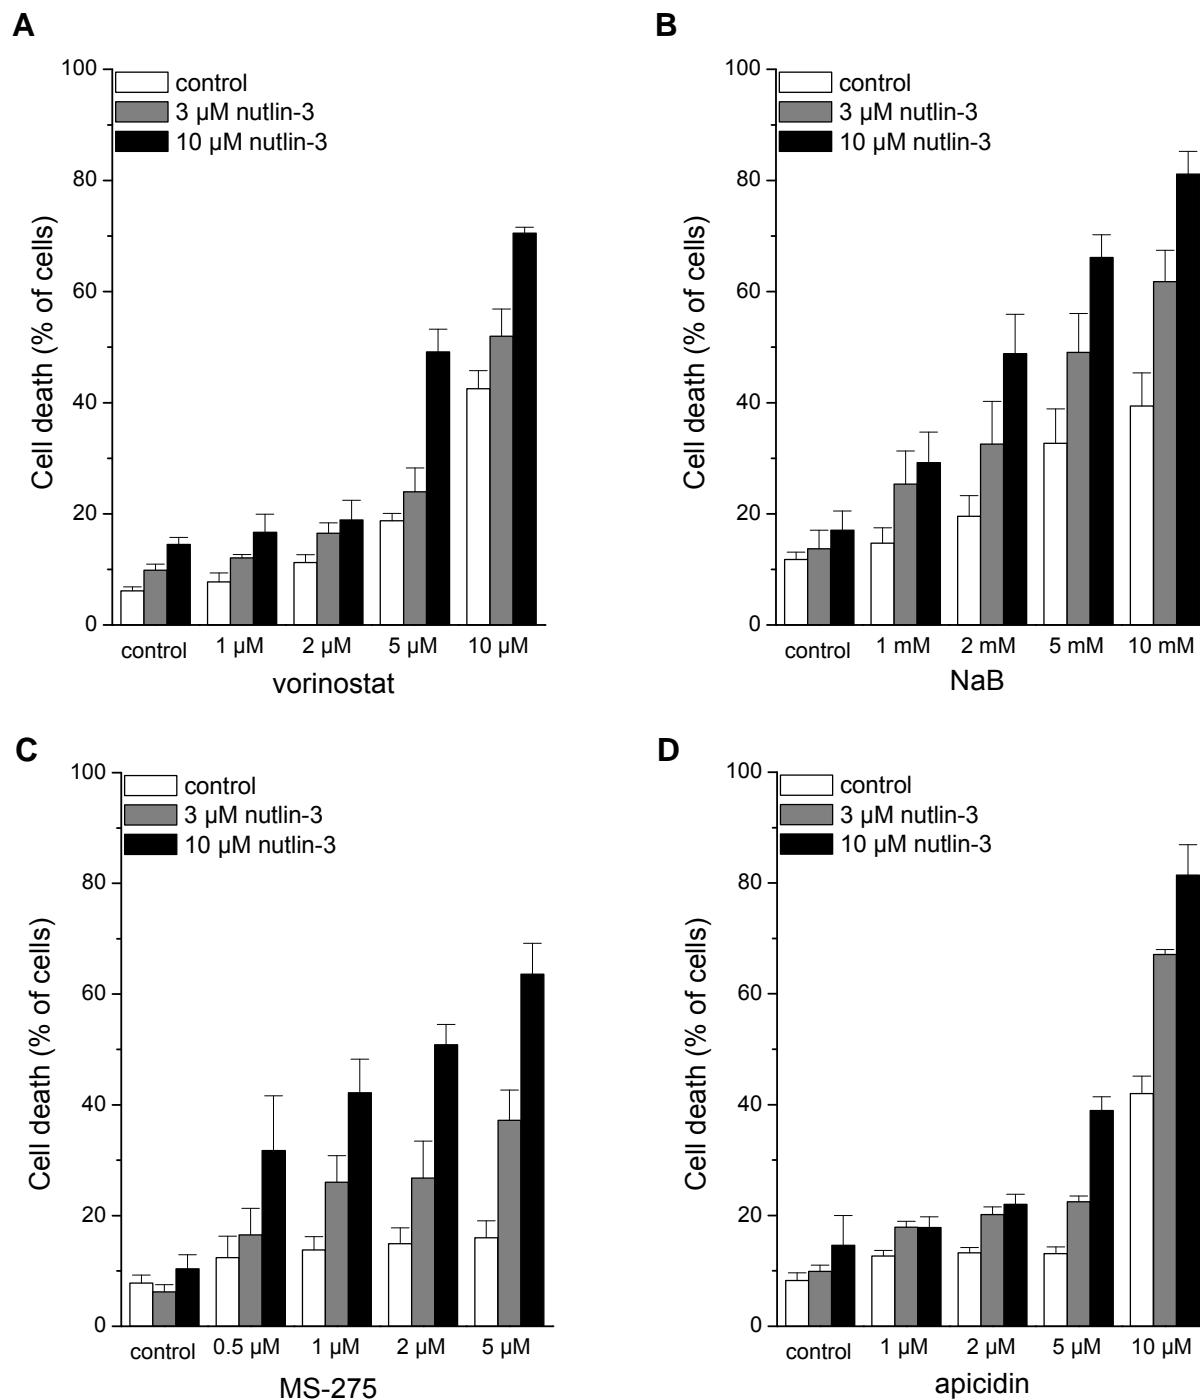 A
100
80
60
40
20
0
Cell death (% of cells)
control
3 µM nutlin-3
10 µM nutlin-3
control
1 µM
2 µM
5 µM
10 µM
vorinostat
B
100
80
60
40
20
0
Cell death (% of cells)
control
3 µM nutlin-3
10 µM nutlin-3
control
1 mM
2 mM
5 mM
10 mM
NaB
C
100
80
60
40
20
0
Cell death (% of cells)
control
3 µM nutlin-3
10 µM nutlin-3
control
0.5 µM
1 µM
2 µM
5 µM
MS-275
D
100
80
60
40
20
0
Cell death (% of cells)
control
3 µM nutlin-3
10 µM nutlin-3
control
1 µM
2 µM
5 µM
10 µM
apicidin